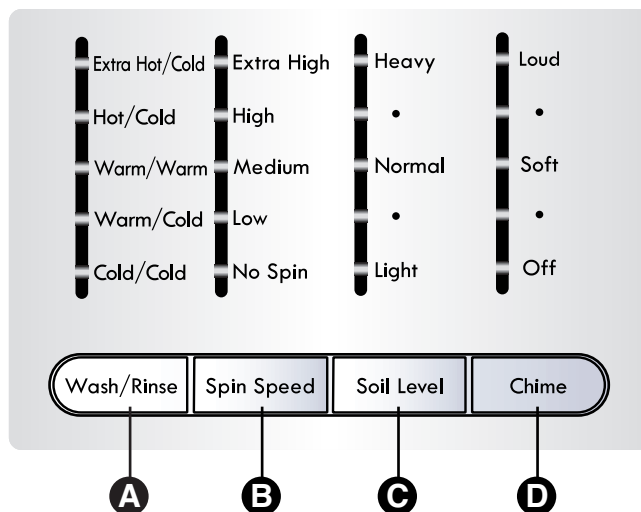 Extra Hot/Cold Extra High Heavy Loud
Hot/Cold High • •
Warm/Warm Medium Normal Soft
Warm/Cold Low • •
Cold/Cold No Spin Light Off
Wash/Rinse Spin Speed Soil Level Chime
A B C D